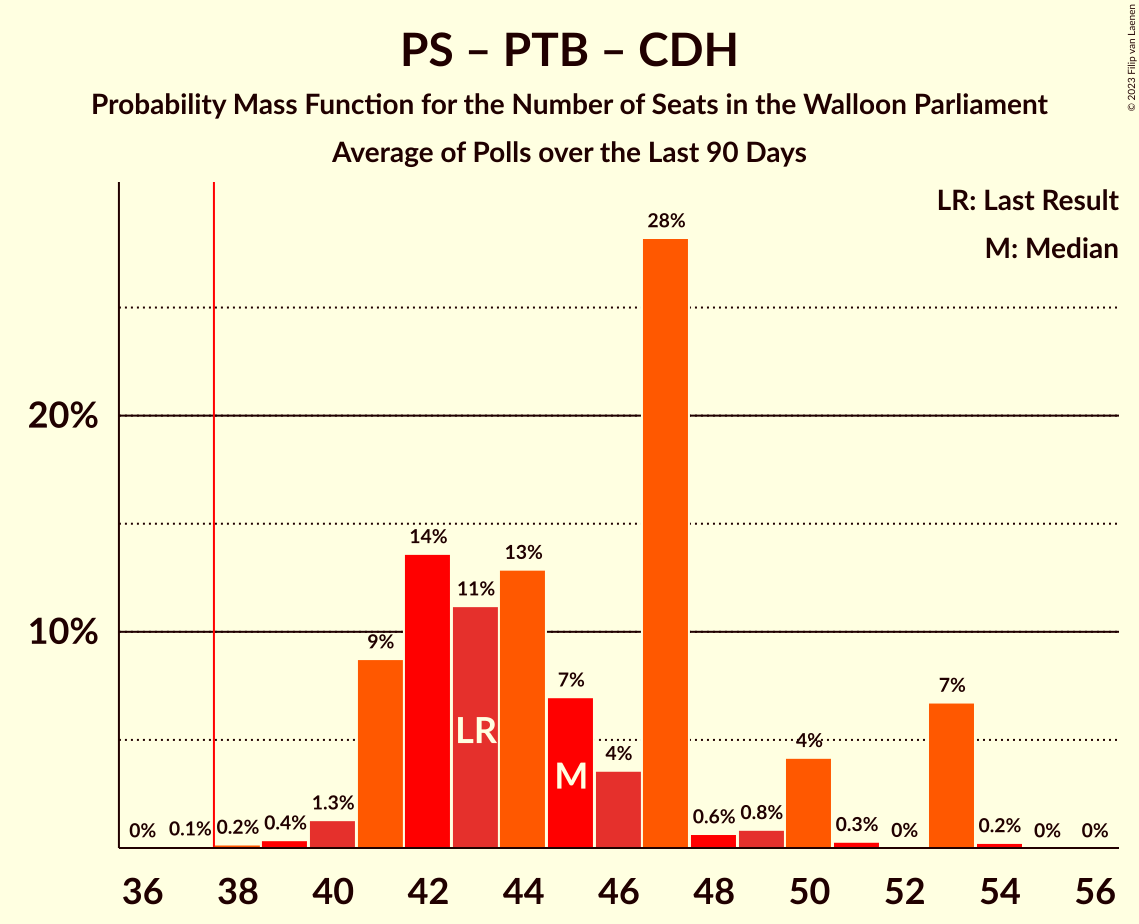 PS – PTB – CDH
Probability Mass Function for the Number of Seats in the Walloon Parliament
Average of Polls over the Last 90 Days
© 2023 Filip van Laenen
LR: Last Result
M: Median
20%
10%
0%
0.1%
0.2%
0.4%
1.3%
9%
14%
11%
13%
7%
4%
28%
0.6%
0.8%
4%
0.3%
0%
7%
0.2%
0%
0%
LR
M
36 38 40 42 44 46 48 50 52 54 56